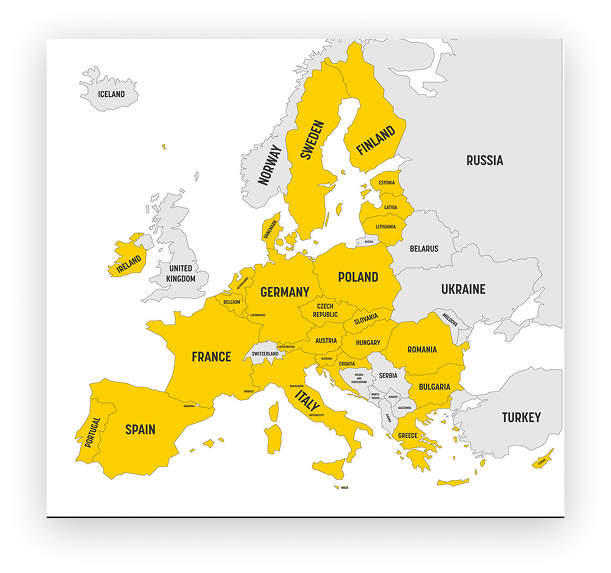 ICELAND
RUSSIA
NORWAY
SWEDEN
FINLAND
ESTONIA
LATVIA
LITHUANIA
RUSSIA
DENMARK
BELARUS
IRELAND
UNITED
KINGDOM
NETHERLANDS
BELGIUM
LUXEMBOURG
GERMANY
POLAND
UKRAINE
CZECH
REPUBLIC
SLOVAKIA
MOLDOVA
FRANCE
SWITZERLAND
LIECHTENSTEIN
AUSTRIA
HUNGARY
ROMANIA
SLOVENIA
CROATIA
BOSNIA
AND
HERZEGOVINA
SERBIA
MONACO
SAN MARINO
ITALY
VATICAN CITY
MONTE
KOSOVO
MACEDONIA
BULGARIA
ALBANIA
GREECE
TURKEY
ANDORRA
PORTUGAL
SPAIN
CYPRUS
MALTA